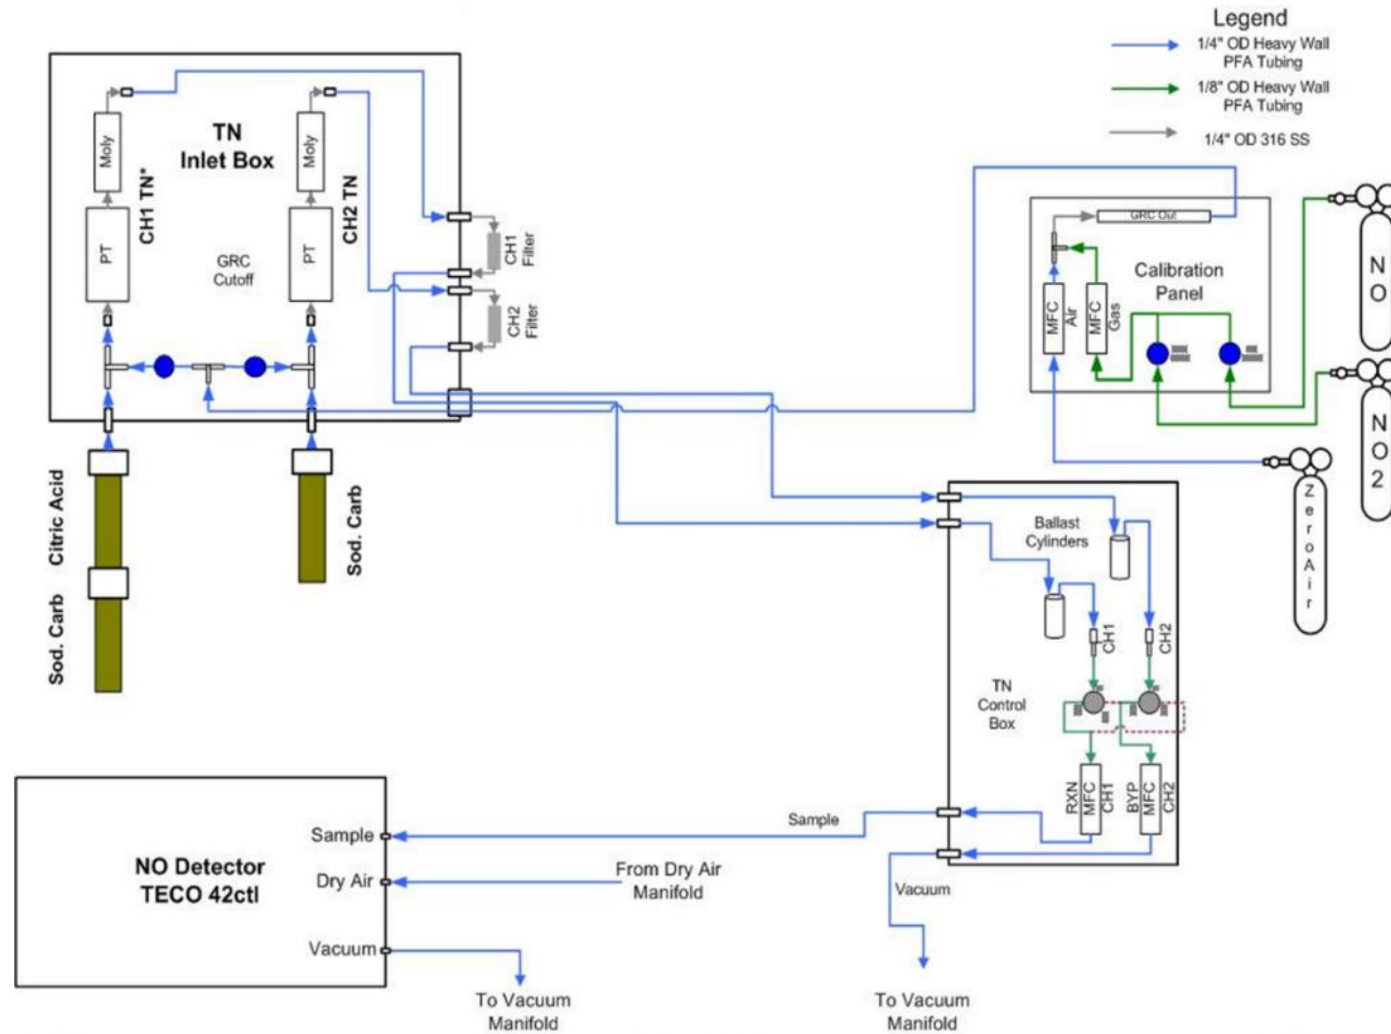 Legend
1/4" OD Heavy Wall
PFA Tubing
1/8" OD Heavy Wall
PFA Tubing
1/4" OD 316 SS
TN
Inlet Box
Moly
PT
CH1 TN*
Moly
PT
CH2 TN
GRC
Cutoff
CH1
Filter
CH2
Filter
Citric Acid
Sod. Carb
Sod. Carb
GRC Out
Calibration
Panel
MFC
Air
MFC
Gas
NO
NO2
ZeroAir
Ballast
Cylinders
CH1
CH2
TN
Control
Box
RXN
MFC
CH1
BYP
MFC
CH2
Sample
Vacuum
To Vacuum
Manifold
NO Detector
TECO 42ctl
Sample
Dry Air
Vacuum
From Dry Air
Manifold
To Vacuum
Manifold